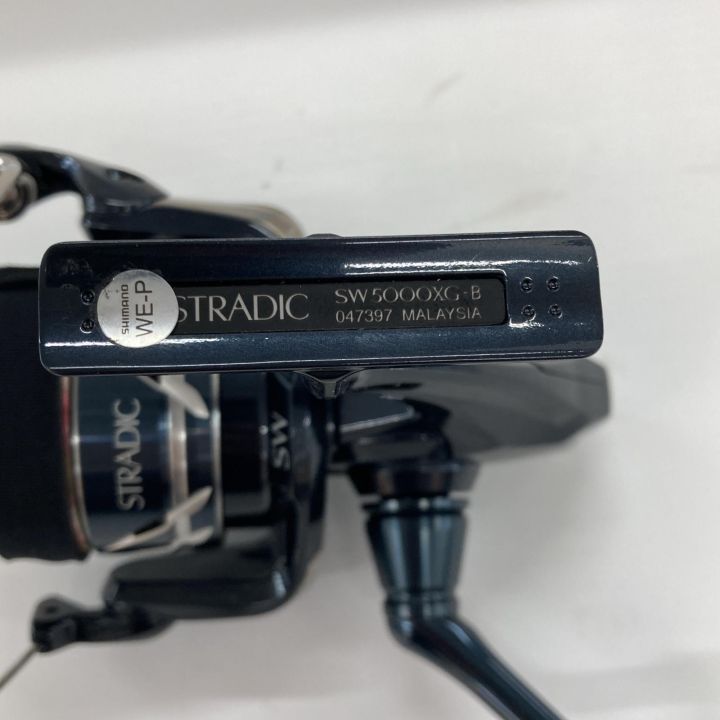 STRADIC SW5000XG-B
047397 MALAYSIA
SHIMANO
WE-P
STRADIC
SW